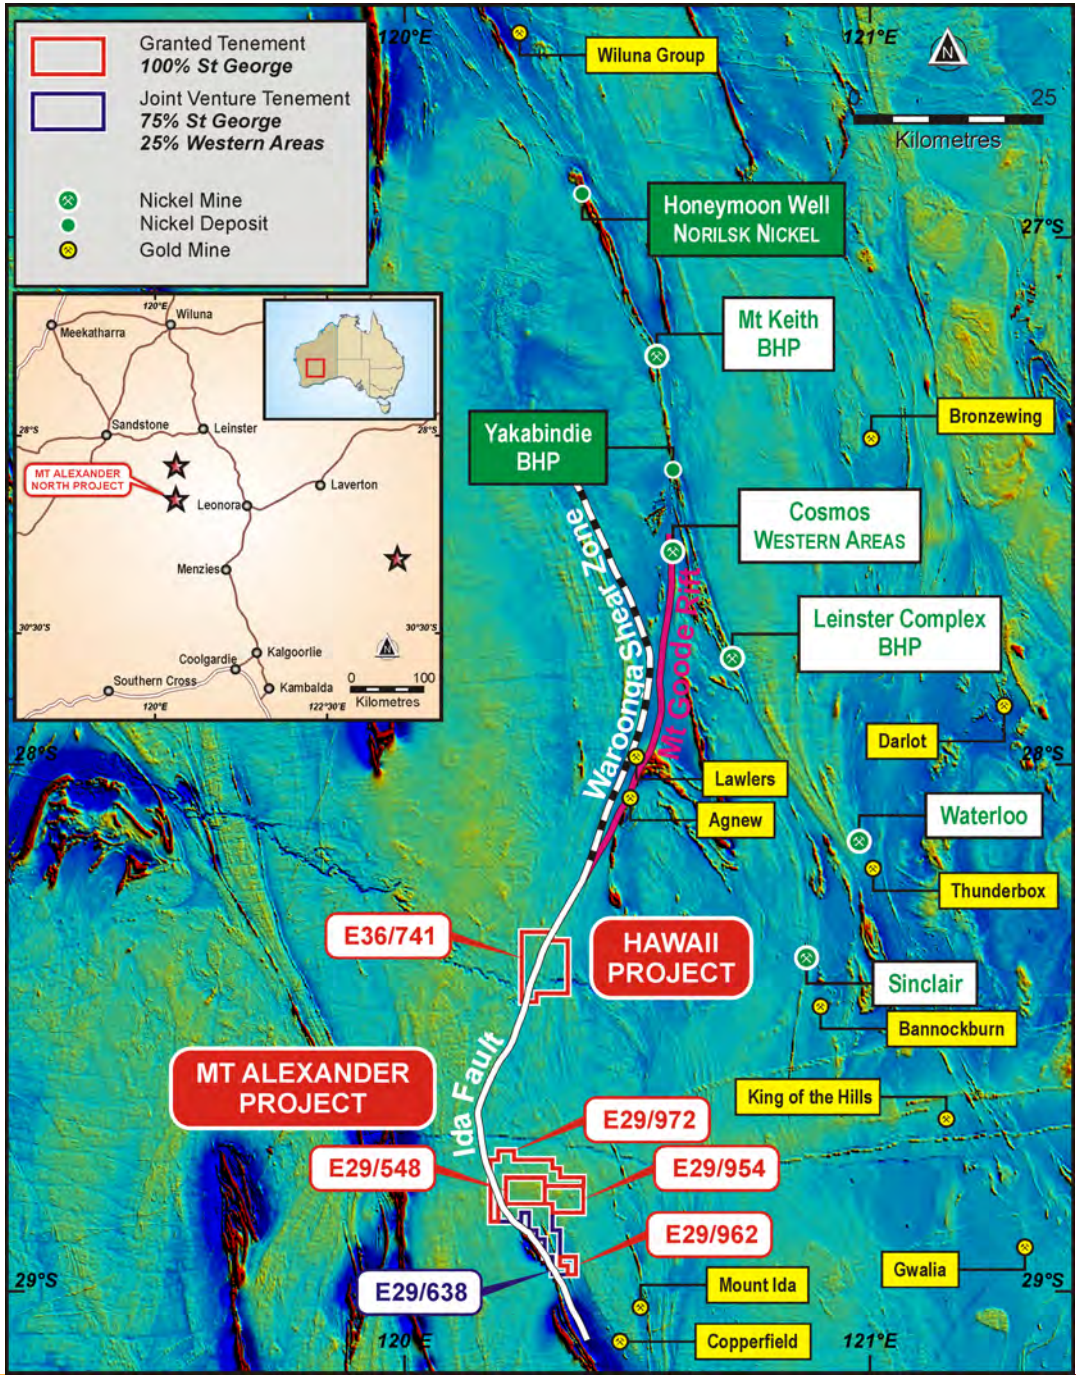 120°E
121°E
Granted Tenement
100% St George
Joint Venture Tenement
75% St George
25% Western Areas
Nickel Mine
Nickel Deposit
Gold Mine
Wiluna Group
N
0 25
Kilometres
Honeymoon Well
NORILSK NICKEL
27°S
Mt Keith
BHP
Yakabindie
BHP
Bronzewing
Cosmos
WESTERN AREAS
Waroonga Shear Zone
Mt Goode Rift
Leinster Complex
BHP
120°E
Wiluna
Meekatharra
Sandstone
Leinster
28°S
28°S
MT ALEXANDER
NORTH PROJECT
Laverton
Leonora
Menzies
30°30'S
30°30'S
N
Coolgardie
Kalgoorlie
Southern Cross
Kambalda
0 100
Kilometres
120°E
122°30'E
Darlot
28°S
28°S
Lawlers
Agnew
Waterloo
Thunderbox
E36/741
HAWAII
PROJECT
Sinclair
Bannockburn
Ida Fault
MT ALEXANDER
PROJECT
King of the Hills
E29/972
E29/548
E29/954
E29/962
Gwalia
29°S
29°S
E29/638
Mount Ida
Copperfield
120°E
121°E